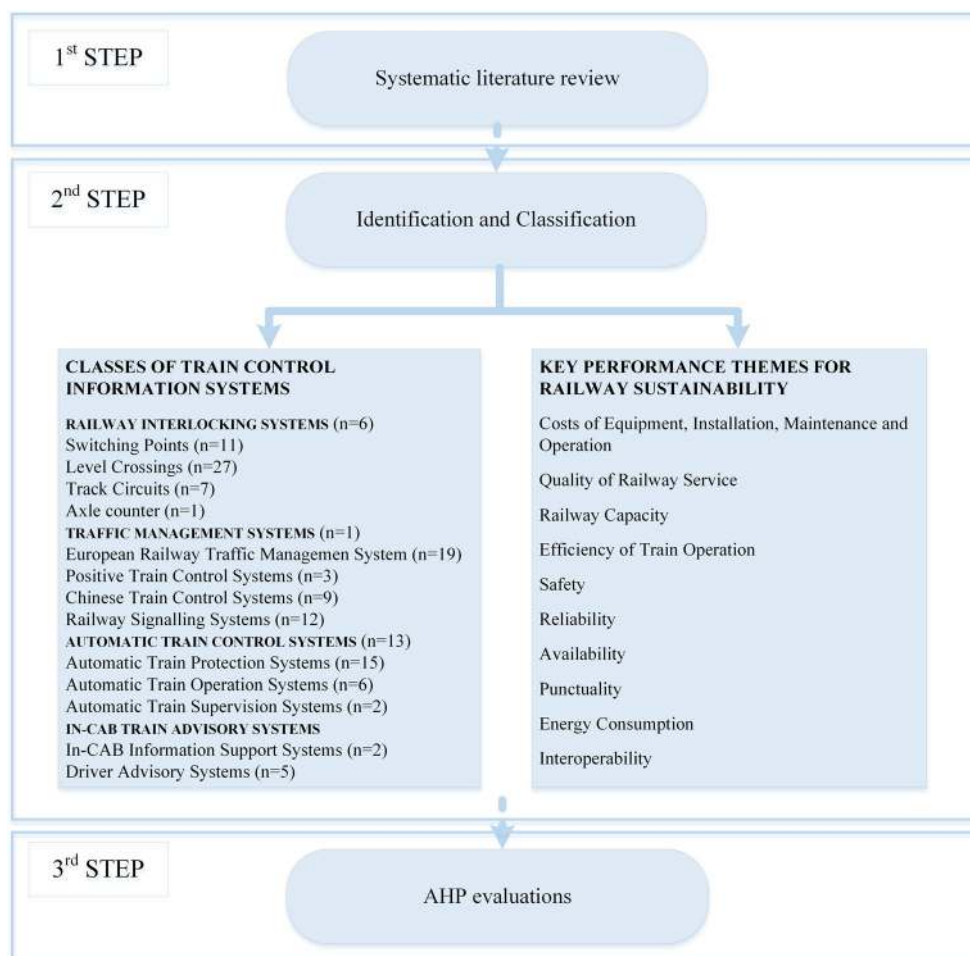 1st STEP
Systematic literature review
2nd STEP
Identification and Classification
CLASSES OF TRAIN CONTROL
INFORMATION SYSTEMS
RAILWAY INTERLOCKING SYSTEMS (n=6)
Switching Points (n=11)
Level Crossings (n=27)
Track Circuits (n=7)
Axle counter (n=1)
TRAFFIC MANAGEMENT SYSTEMS (n=1)
European Railway Traffic Managemen System (n=19)
Positive Train Control Systems (n=3)
Chinese Train Control Systems (n=9)
Railway Signalling Systems (n=12)
AUTOMATIC TRAIN CONTROL SYSTEMS (n=13)
Automatic Train Protection Systems (n=15)
Automatic Train Operation Systems (n=6)
Automatic Train Supervision Systems (n=2)
IN-CAB TRAIN ADVISORY SYSTEMS
In-CAB Information Support Systems (n=2)
Driver Advisory Systems (n=5)
KEY PERFORMANCE THEMES FOR
RAILWAY SUSTAINABILITY
Costs of Equipment, Installation, Maintenance and
Operation
Quality of Railway Service
Railway Capacity
Efficiency of Train Operation
Safety
Reliability
Availability
Punctuality
Energy Consumption
Interoperability
3rd STEP
AHP evaluations